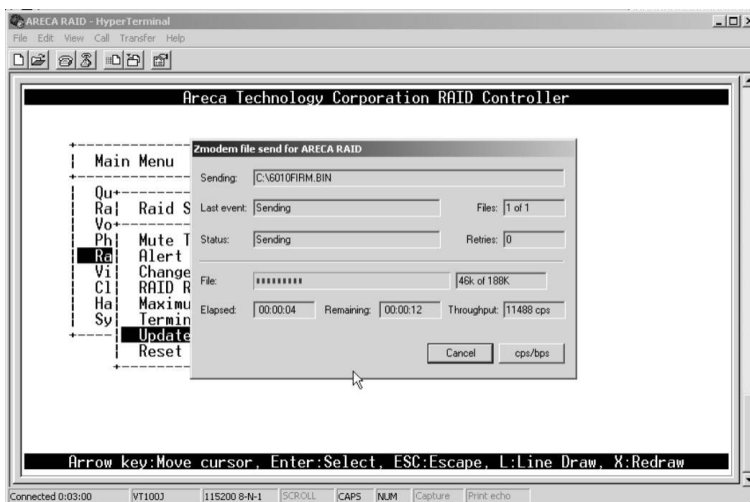 ARECA RAID - HyperTerminal
File Edit View Call Transfer Help
Areca Technology Corporation RAID Controller
Main Menu
Qu
Ra
Vo
Ph
Ra
Vi
Cl
Ha
Sy
Raid S
Mute T
Alert
Change
RAID R
Maximu
Termin
Update
Reset
Zmodem file send for ARECA RAID
Sending: C:\6010FIRM.BIN
Last event: Sending Files: 1 of 1
Status: Sending Retries: 0
File: 46k of 188K
Elapsed: 00:00:04 Remaining: 00:00:12 Throughput: 11488 cps
Cancel cps/bps
Arrow key:Move cursor, Enter:Select, ESC:Escape, L:Line Draw, X:Redraw
Connected 0:03:00 VT100J 115200 8-N-1 SCROLL CAPS NUM Capture Print echo